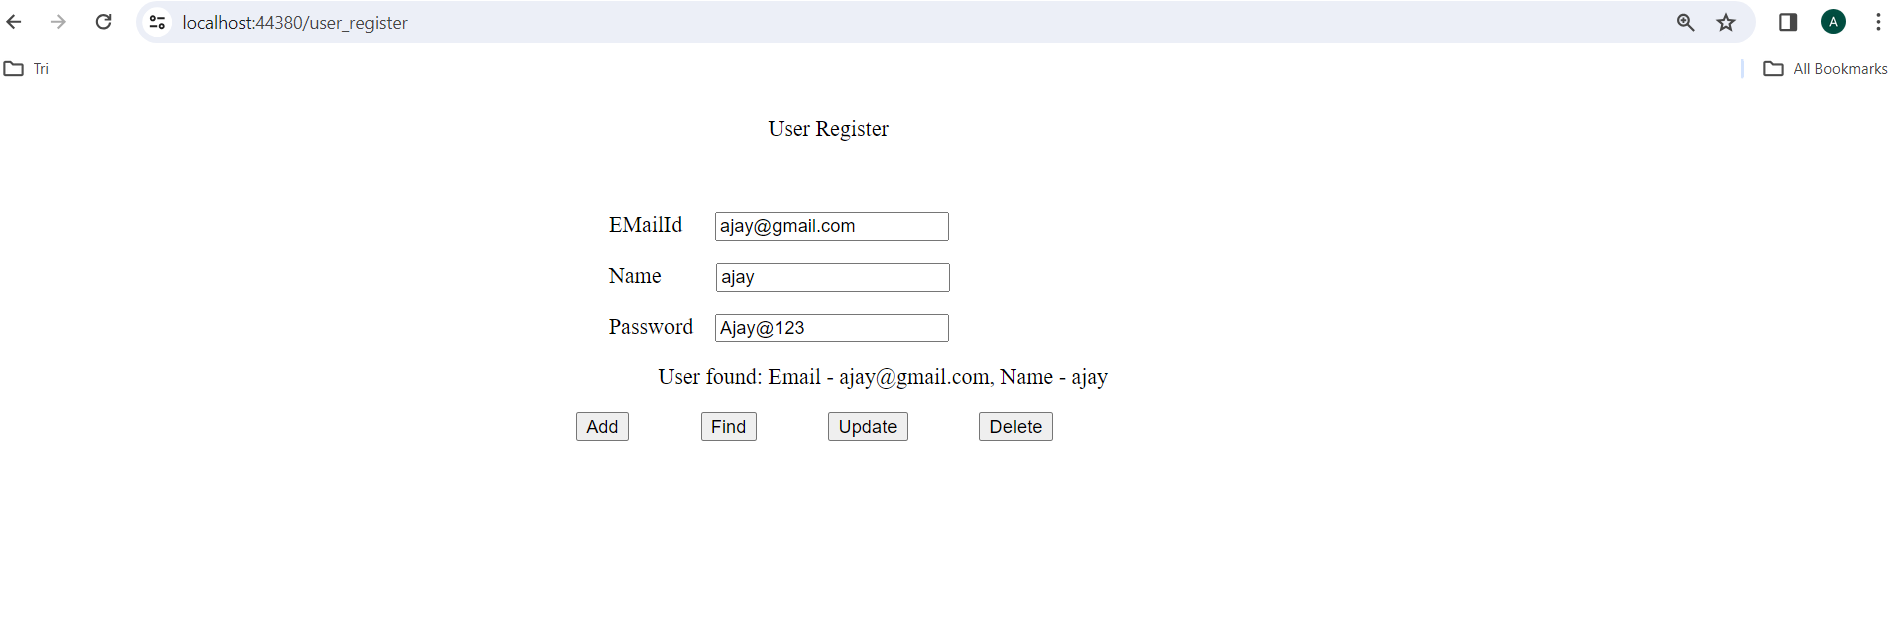 localhost:44380/user_register
A
Tri
All Bookmarks
User Register
EMailId ajay@gmail.com
Name ajay
Password Ajay@123
User found: Email - ajay@gmail.com, Name - ajay
Add Find Update Delete